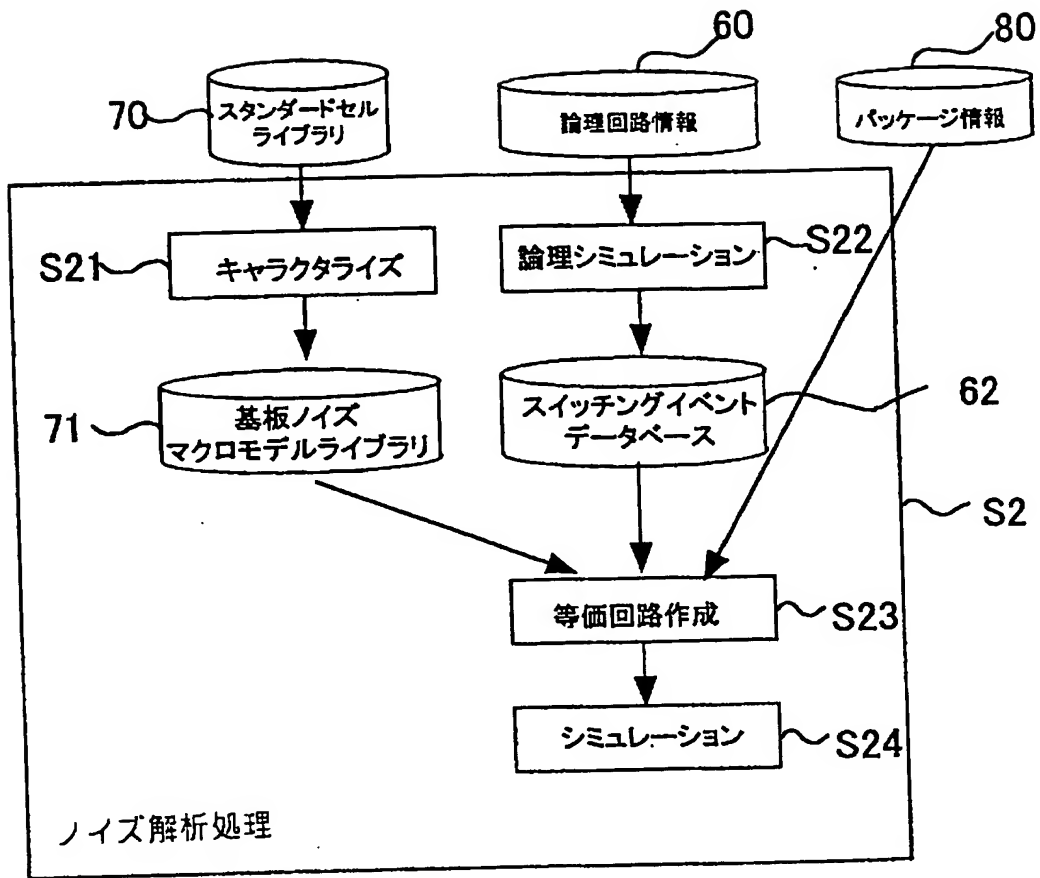 60
80
70
スタンダードセル
ライブラリ
論理回路情報
パッケージ情報
S21
キャラクタライズ
論理シミュレーション
S22
71
基板ノイズ
マクロモデルライブラリ
スイッチングイベント
データベース
62
S2
等価回路作成
S23
シミュレーション
S24
ノイズ解析処理